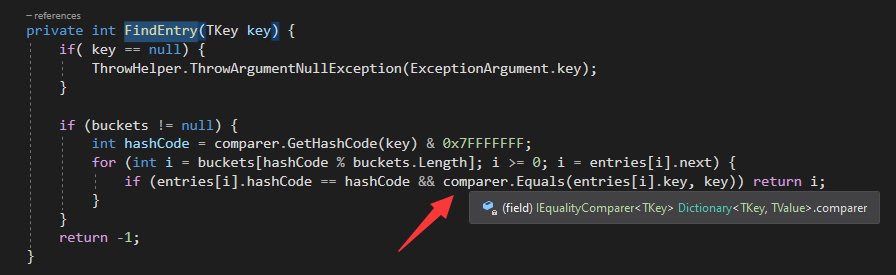 – references
private int FindEntry(TKey key) {
if( key == null) {
ThrowHelper.ThrowArgumentNullException(ExceptionArgument.key);
}
if (buckets != null) {
int hashCode = comparer.GetHashCode(key) & 0x7FFFFFFF;
for (int i = buckets[hashCode % buckets.Length]; i >= 0; i = entries[i].next) {
if (entries[i].hashCode == hashCode && comparer.Equals(entries[i].key, key)) return i;
}
(field) IEqualityComparer<TKey> Dictionary<TKey, TValue>.comparer
}
return -1;
}